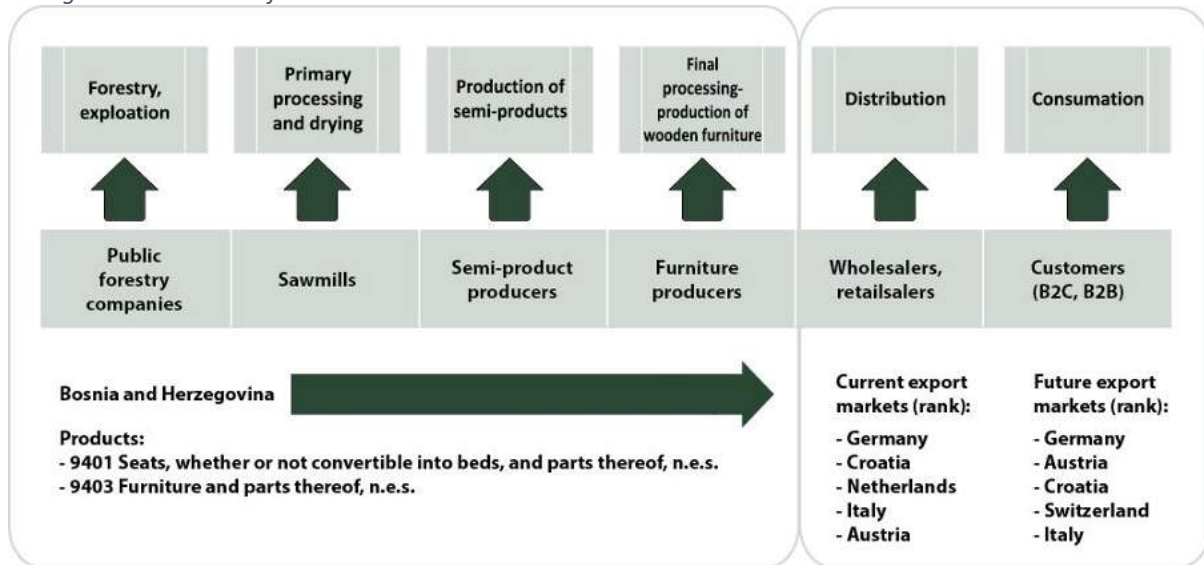 Forestry,
exploation
Primary
processing
and drying
Production of
semi-products
Final
processing-
production of
wooden furniture
Distribution
Consumation
Public
forestry
companies
Sawmills
Semi-product
producers
Furniture
producers
Wholesalers,
retailsalers
Customers
(B2C, B2B)
Bosnia and Herzegovina
Products:
- 9401 Seats, whether or not convertible into beds, and parts thereof, n.e.s.
- 9403 Furniture and parts thereof, n.e.s.
Current export
markets (rank):
- Germany
- Croatia
- Netherlands
- Italy
- Austria
Future export
markets (rank):
- Germany
- Austria
- Croatia
- Switzerland
- Italy